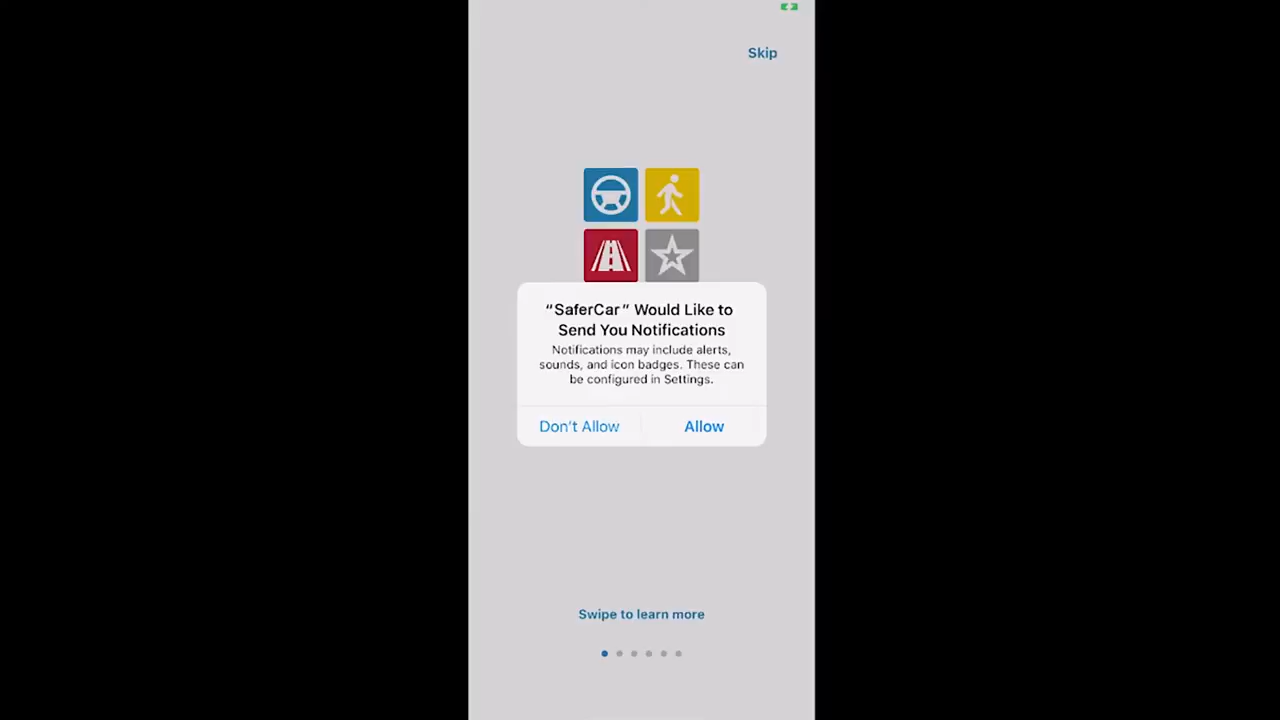 Skip
“SaferCar” Would Like to
Send You Notifications
Notifications may include alerts,
sounds, and icon badges. These can
be configured in Settings.
Don’t Allow
Allow
Swipe to learn more